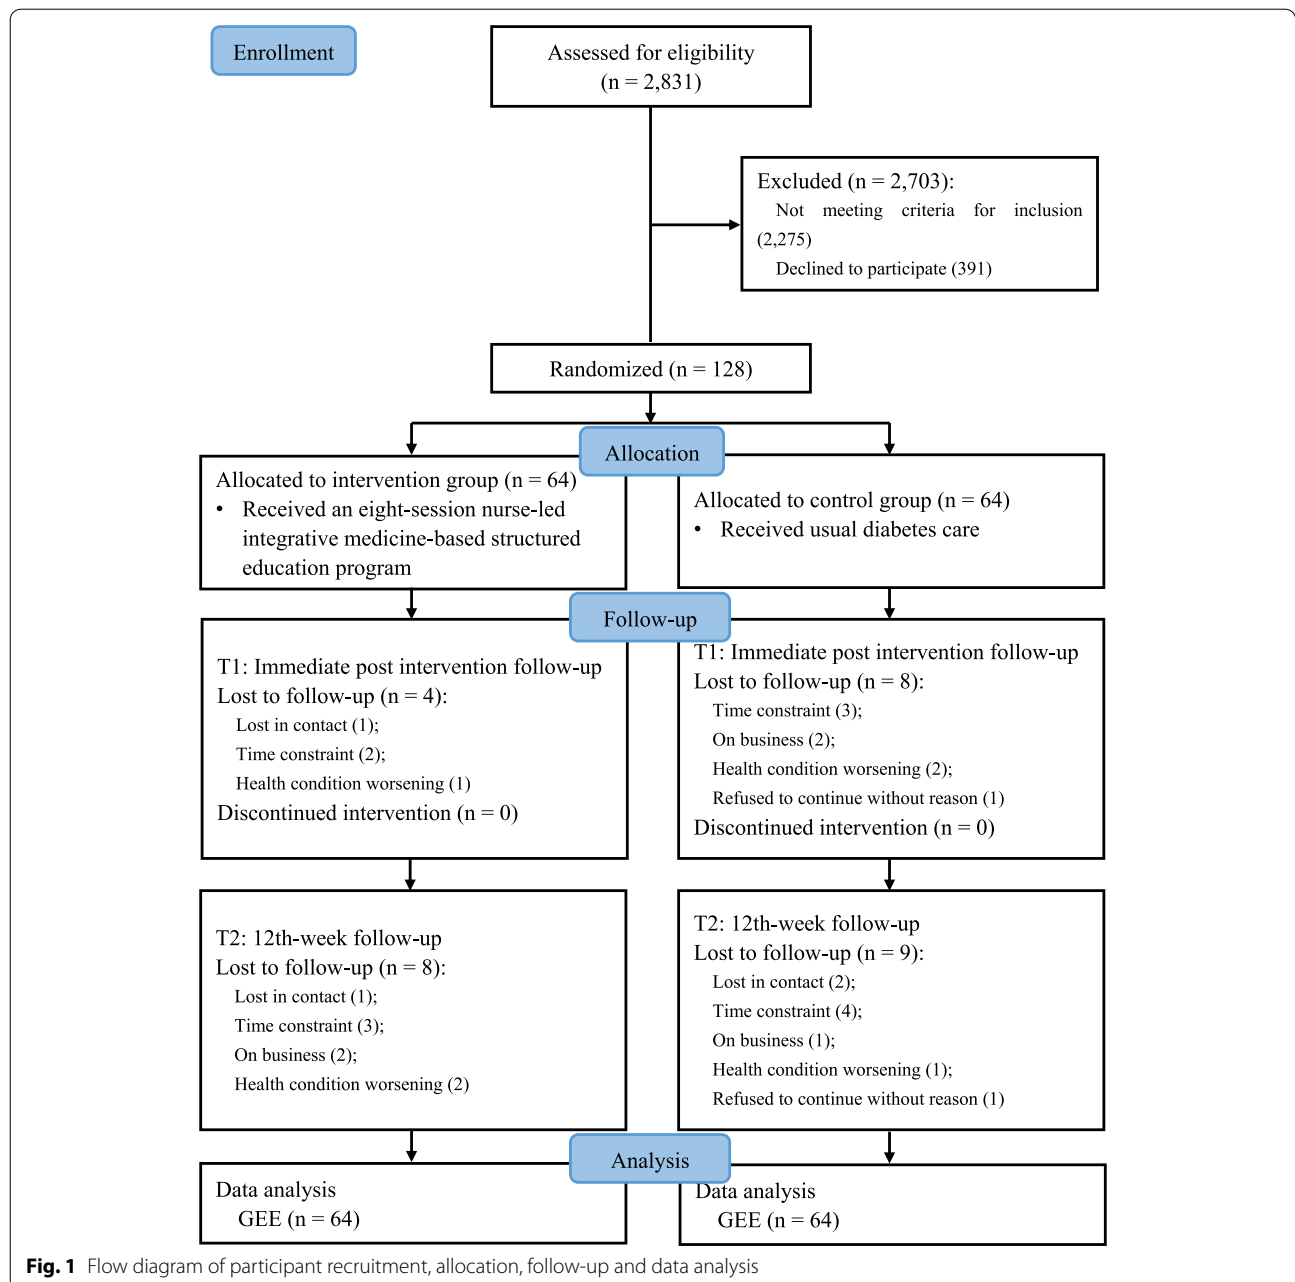 Enrollment
Assessed for eligibility
(n = 2,831)
Excluded (n = 2,703):
Not meeting criteria for inclusion
(2,275)
Declined to participate (391)
Randomized (n = 128)
Allocation
Allocated to intervention group (n = 64)
• Received an eight-session nurse-led
integrative medicine-based structured
education program
Allocated to control group (n = 64)
• Received usual diabetes care
Follow-up
T1: Immediate post intervention follow-up
Lost to follow-up (n = 4):
Lost in contact (1);
Time constraint (2);
Health condition worsening (1)
Discontinued intervention (n = 0)
T1: Immediate post intervention follow-up
Lost to follow-up (n = 8):
Time constraint (3);
On business (2);
Health condition worsening (2);
Refused to continue without reason (1)
Discontinued intervention (n = 0)
T2: 12th-week follow-up
Lost to follow-up (n = 8):
Lost in contact (1);
Time constraint (3);
On business (2);
Health condition worsening (2)
T2: 12th-week follow-up
Lost to follow-up (n = 9):
Lost in contact (2);
Time constraint (4);
On business (1);
Health condition worsening (1);
Refused to continue without reason (1)
Analysis
Data analysis
GEE (n = 64)
Data analysis
GEE (n = 64)
Fig. 1 Flow diagram of participant recruitment, allocation, follow-up and data analysis